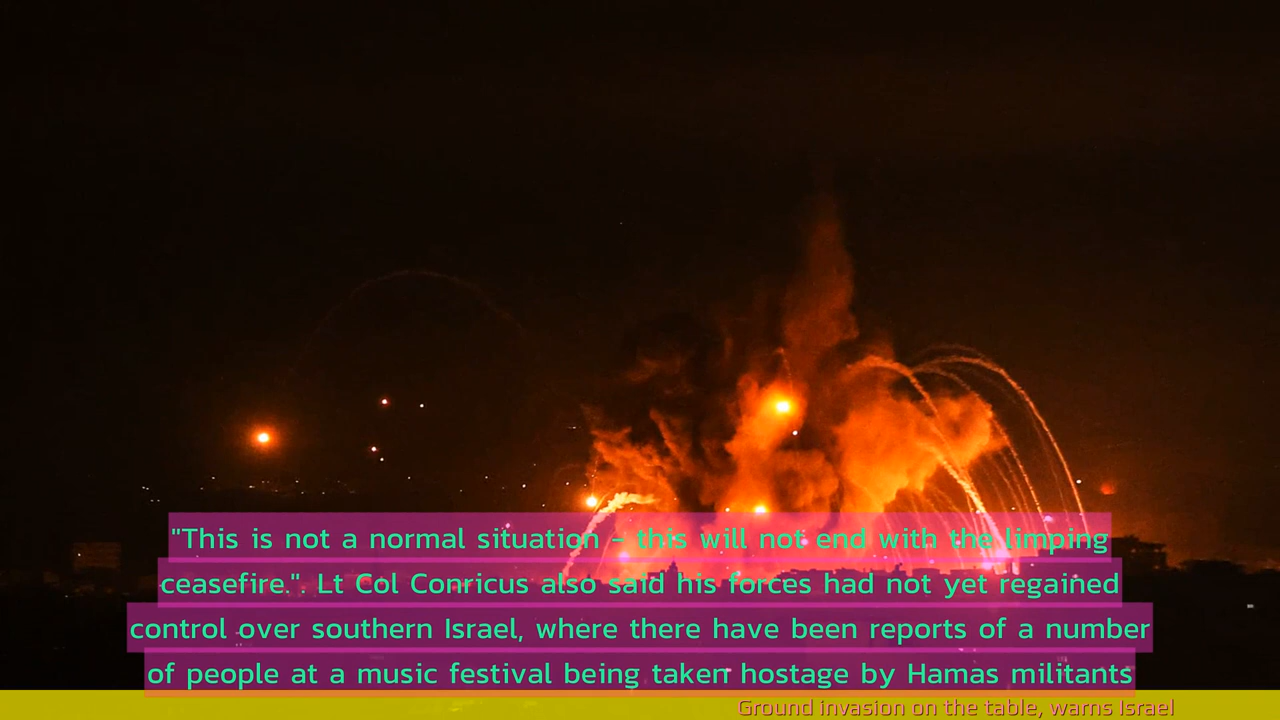 "This is not a normal situation - this will not end with the limping
ceasefire.". Lt Col Conricus also said his forces had not yet regained
control over southern Israel, where there have been reports of a number
of people at a music festival being taken hostage by Hamas militants
Ground invasion on the table, warns Israel